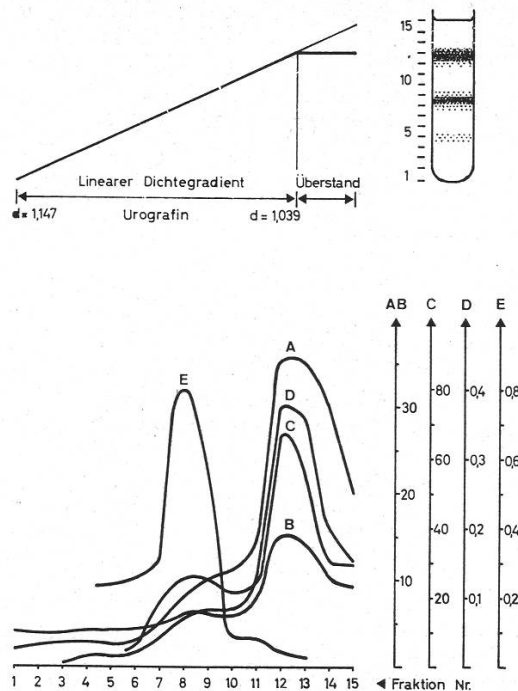 15
10
5
1
Linearer Dichtegradient Überstand
d = 1,147 Urografin d = 1,039
AB C D E
A
E
D
C
B
80 0,4 0,8
30
60 0,3 0,6
20
40 0,2 0,4
10
20 0,1 0,2
1 2 3 4 5 6 7 8 9 10 11 12 13 14 15 ◄ Fraktion Nr.